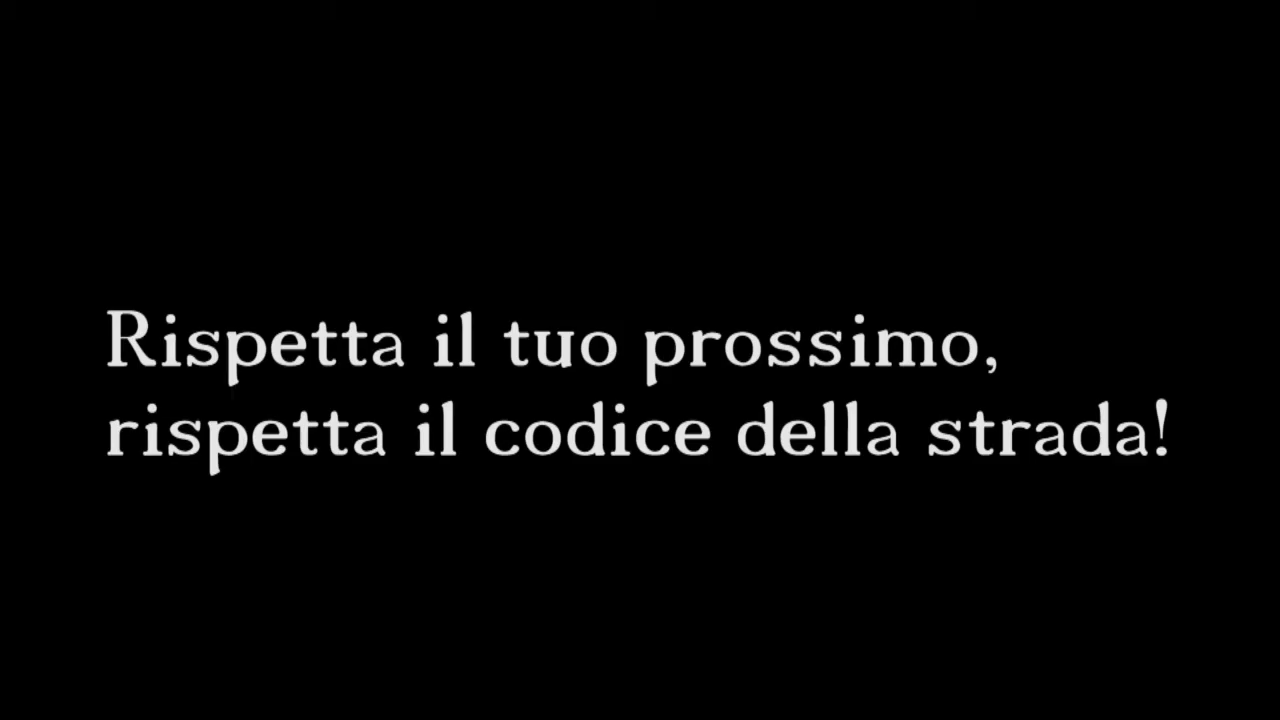 Rispetta il tuo prossimo,
rispetta il codice della strada!